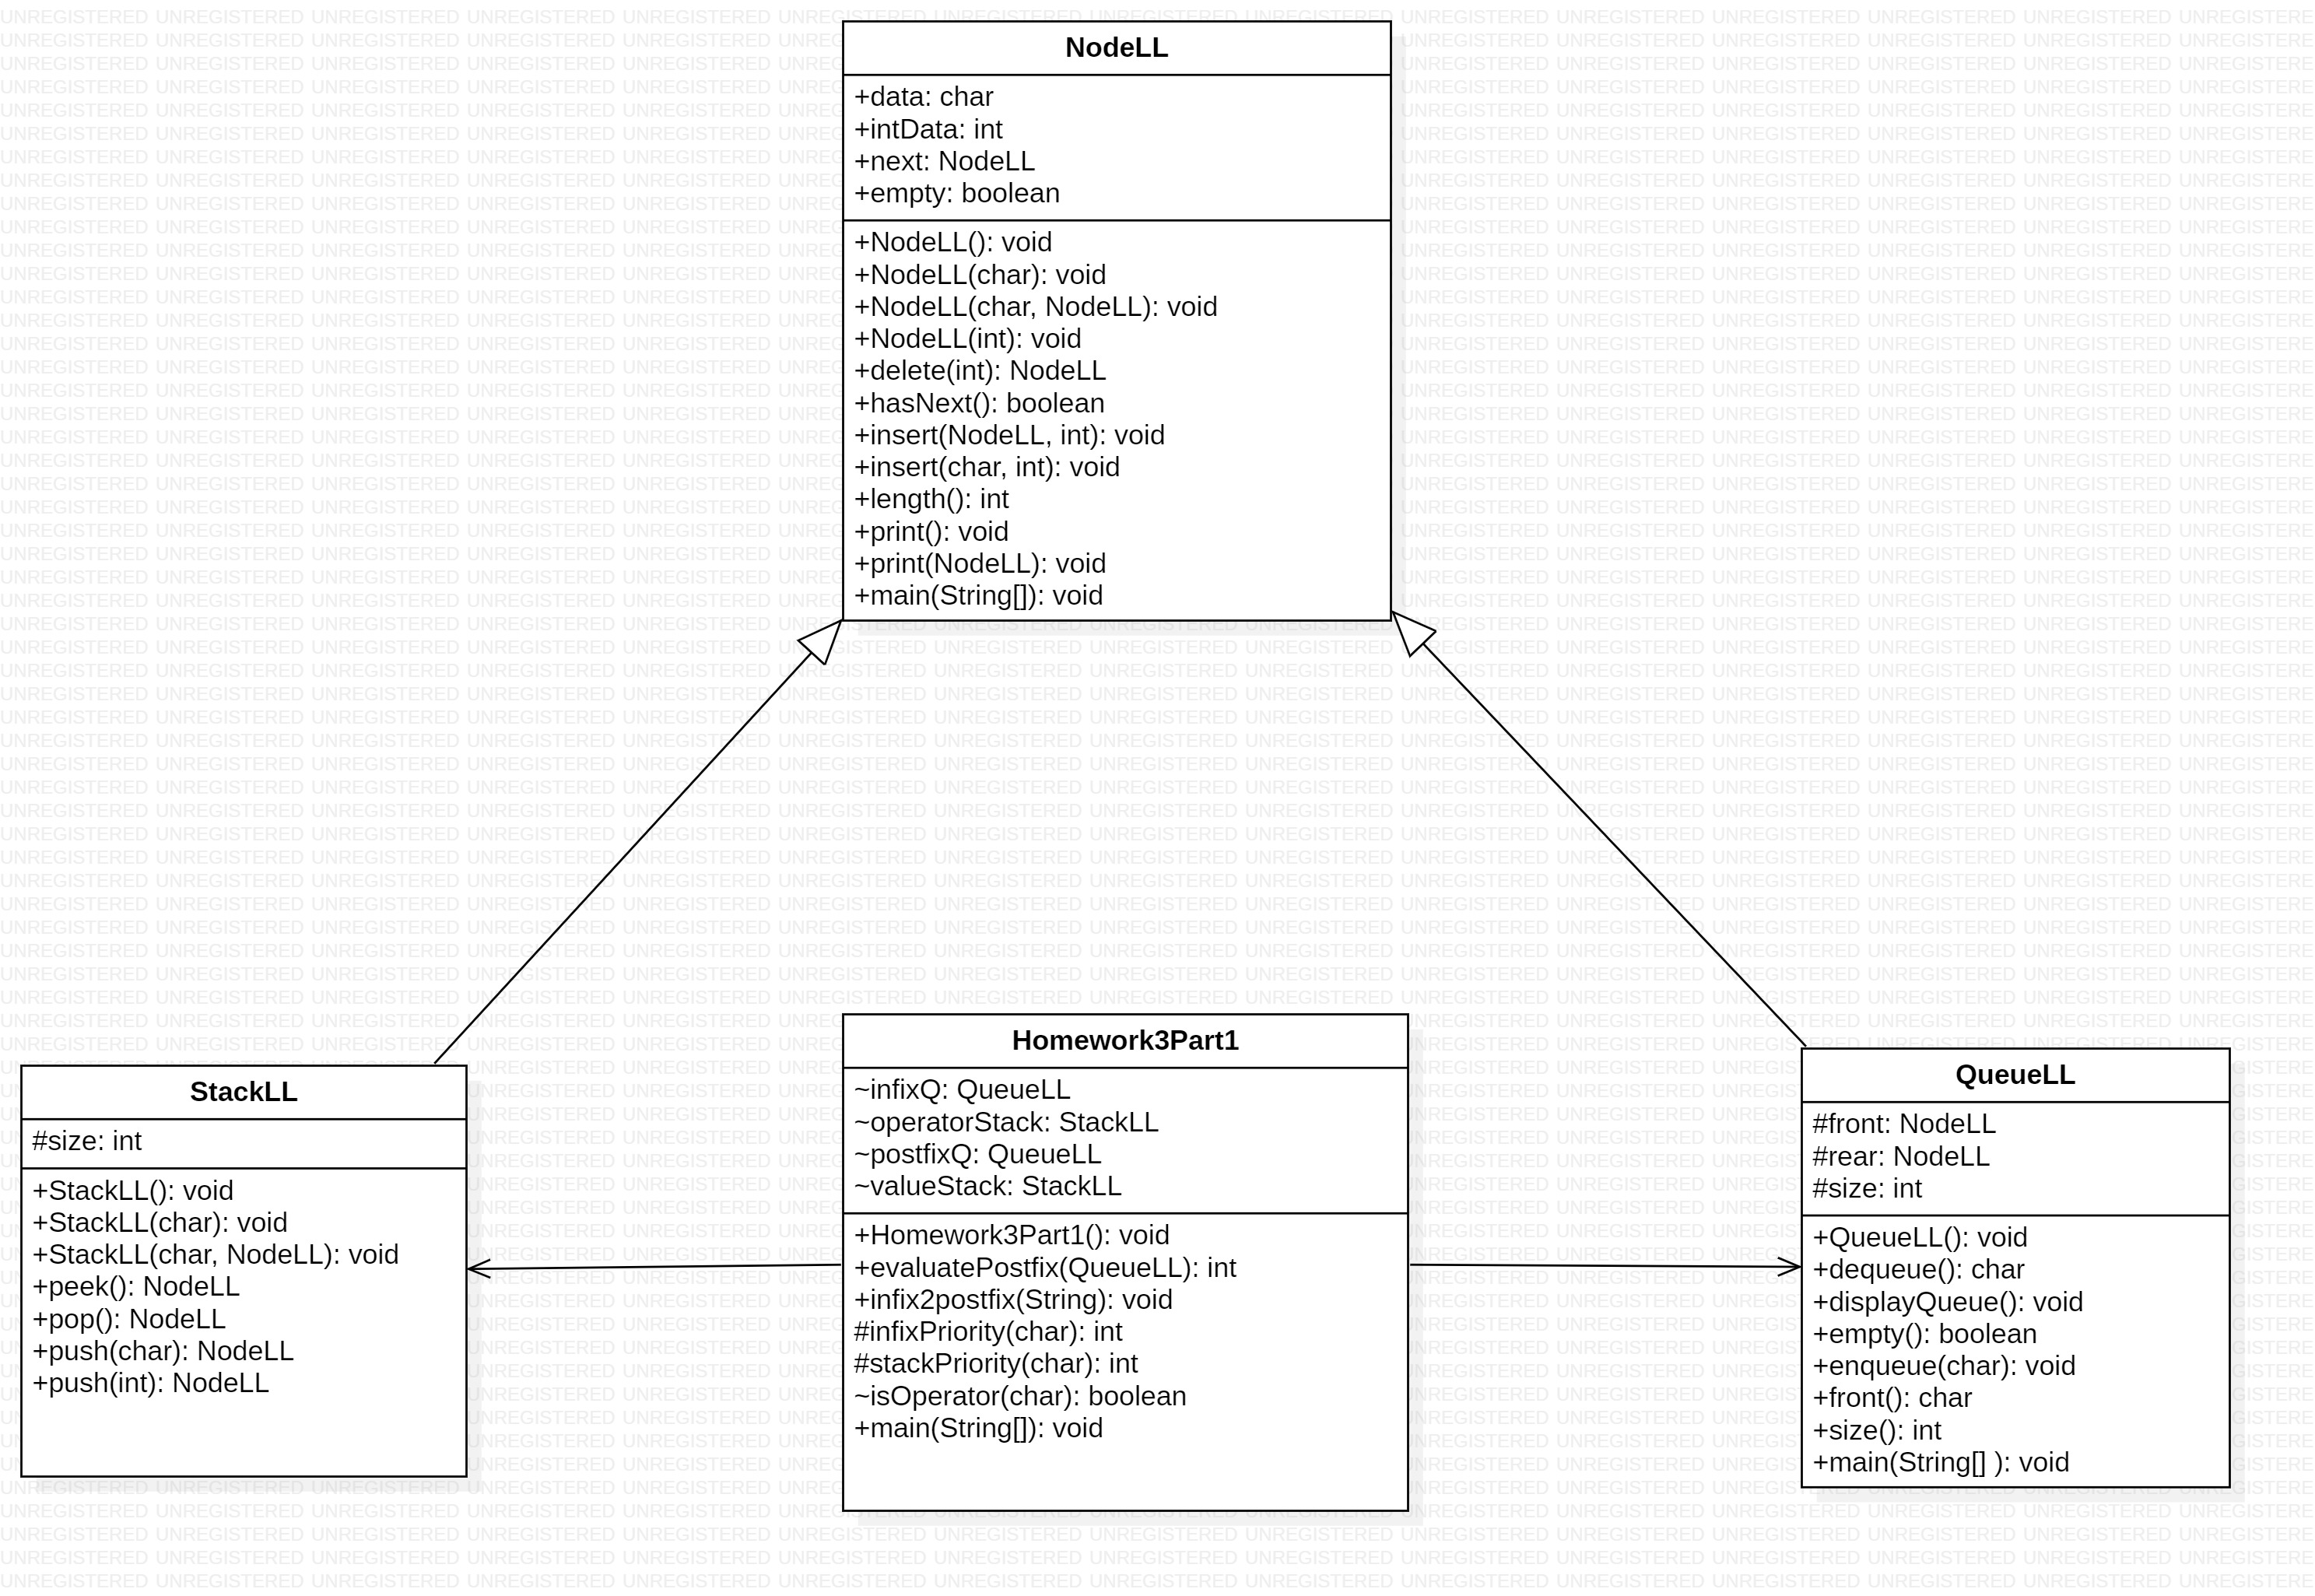 NodeLL
+data: char
+intData: int
+next: NodeLL
+empty: boolean
+NodeLL(): void
+NodeLL(char): void
+NodeLL(char, NodeLL): void
+NodeLL(int): void
+delete(int): NodeLL
+hasNext(): boolean
+insert(NodeLL, int): void
+insert(char, int): void
+length(): int
+print(): void
+print(NodeLL): void
+main(String[]): void
StackLL
#size: int
+StackLL(): void
+StackLL(char): void
+StackLL(char, NodeLL): void
+peek(): NodeLL
+pop(): NodeLL
+push(char): NodeLL
+push(int): NodeLL
Homework3Part1
~infixQ: QueueLL
~operatorStack: StackLL
~postfixQ: QueueLL
~valueStack: StackLL
+Homework3Part1(): void
+evaluatePostfix(QueueLL): int
+infix2postfix(String): void
#infixPriority(char): int
#stackPriority(char): int
~isOperator(char): boolean
+main(String[]): void
QueueLL
#front: NodeLL
#rear: NodeLL
#size: int
+QueueLL(): void
+dequeue(): char
+displayQueue(): void
+empty(): boolean
+enqueue(char): void
+front(): char
+size(): int
+main(String[] ): void
UNREGISTERED